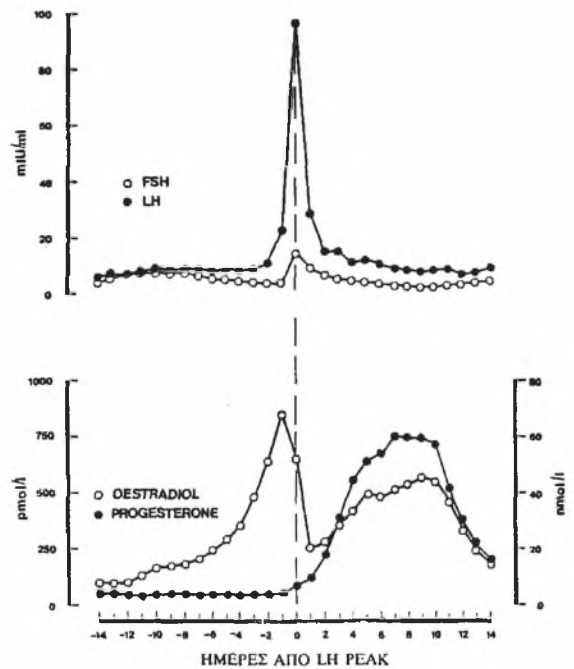 100
80
60
40
20
0
mIU/ml
FSH
LH
1000
750
500
250
0
pmol/l
80
60
40
20
0
nmol/l
OESTRADIOL
PROGESTERONE
-14 -12 -10 -8 -6 -4 -2 0 2 4 6 8 10 12 14
ΗΜΕΡΕΣ ΑΠΟ LH PEAK